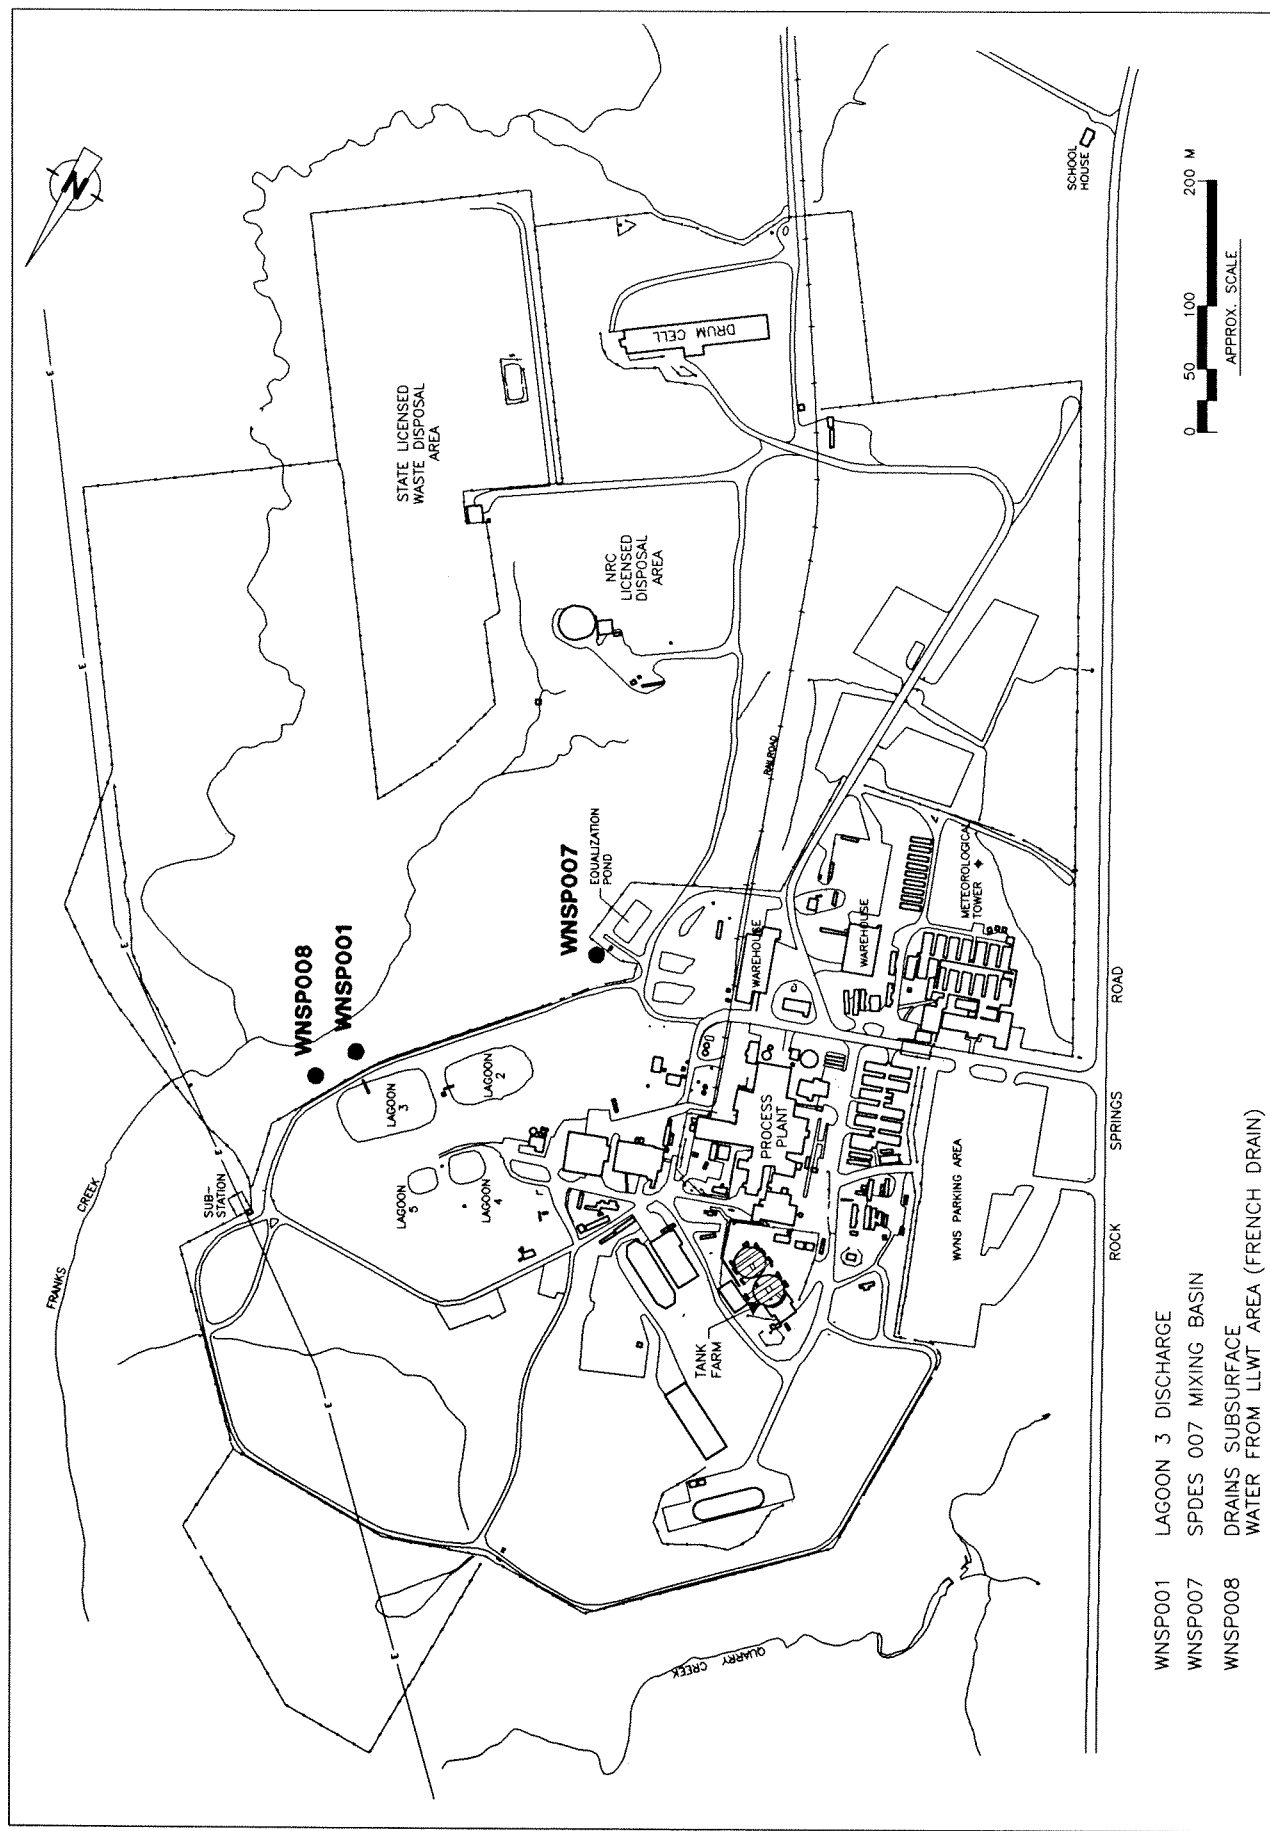 N
STATE LICENSED
WASTE DISPOSAL
AREA
DRUM CELL
SCHOOL
HOUSE
NRC
LICENSED
DISPOSAL
AREA
RAILROAD
WNSP008
WNSP001
WNSP007
EQUALIZATION
POND
WAREHOUSE
WAREHOUSE
METEOROLOGICAL
TOWER
FRANKS
CREEK
SUB-
STATION
LAGOON
3
LAGOON
2
LAGOON
5
LAGOON
4
PROCESS
PLANT
TANK
FARM
WVNS PARKING AREA
QUARRY CREEK
ROCK
SPRINGS
ROAD
0 50 100 200 M
APPROX. SCALE
WNSP001 LAGOON 3 DISCHARGE
WNSP007 SPDES 007 MIXING BASIN
WNSP008 DRAINS SUBSURFACE
WATER FROM LLWT AREA (FRENCH DRAIN)